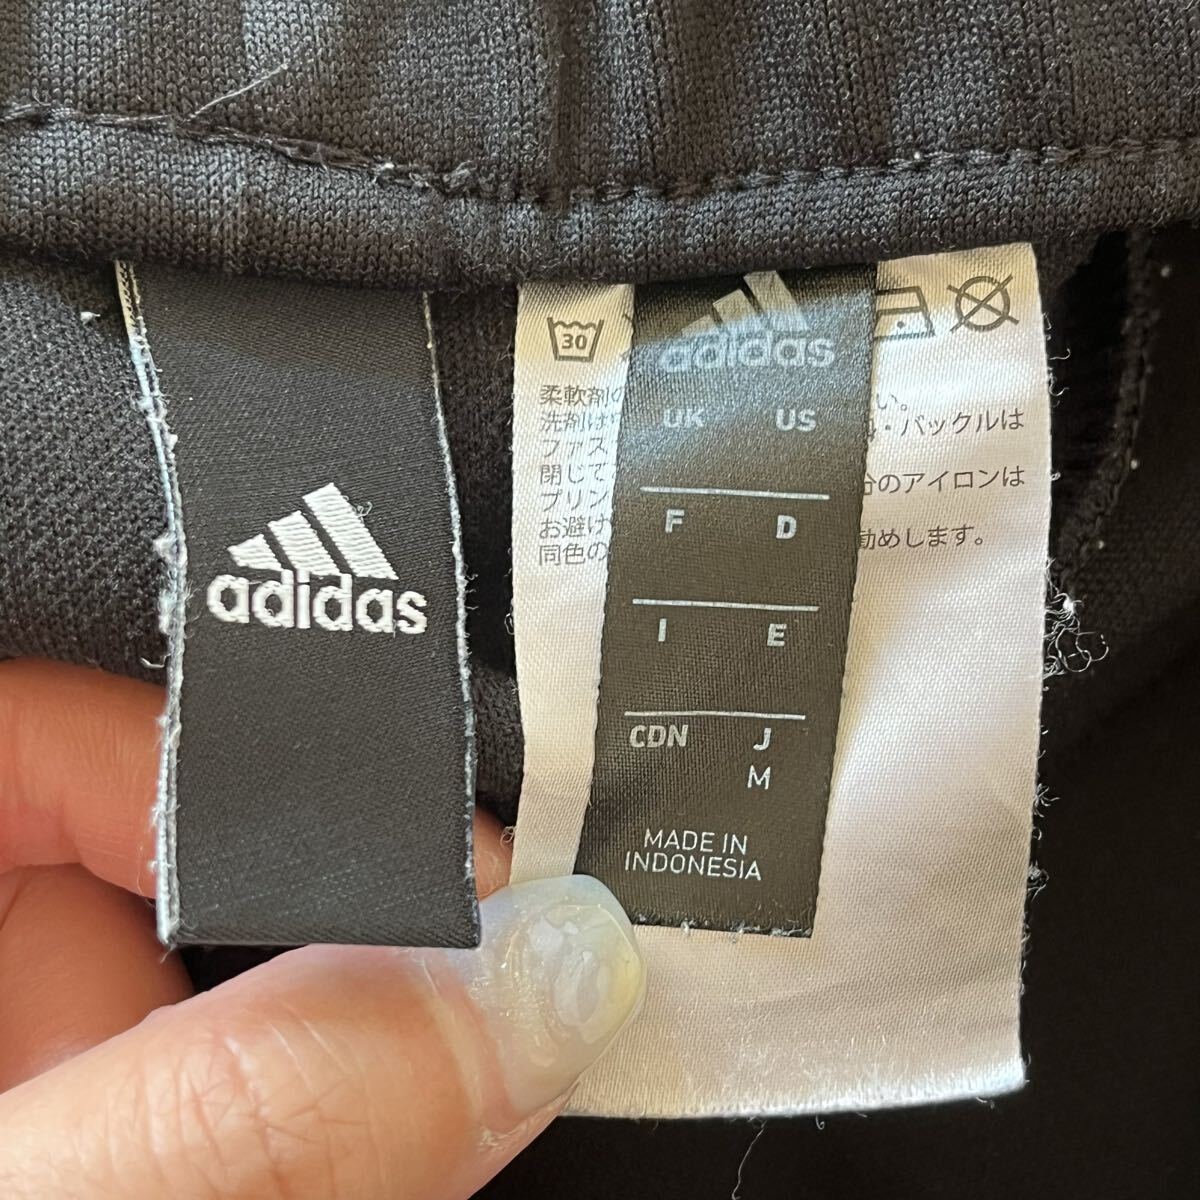 adidas
adidas
UK US
F D
I E
CDN J
M
MADE IN
INDONESIA
30
柔軟剤の
い。
洗剤は
・バックルは
ファス
閉じて
分のアイロンは
プリン
お避け
勧めします。
同色の